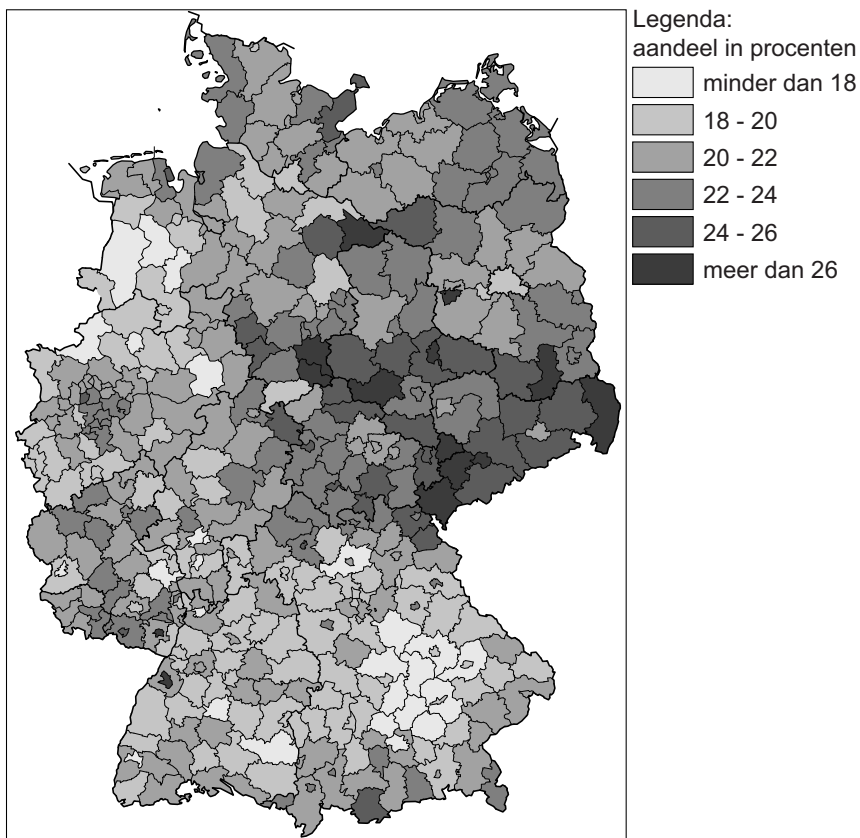 Legenda:
aandeel in procenten
minder dan 18
18 - 20
20 - 22
22 - 24
24 - 26
meer dan 26